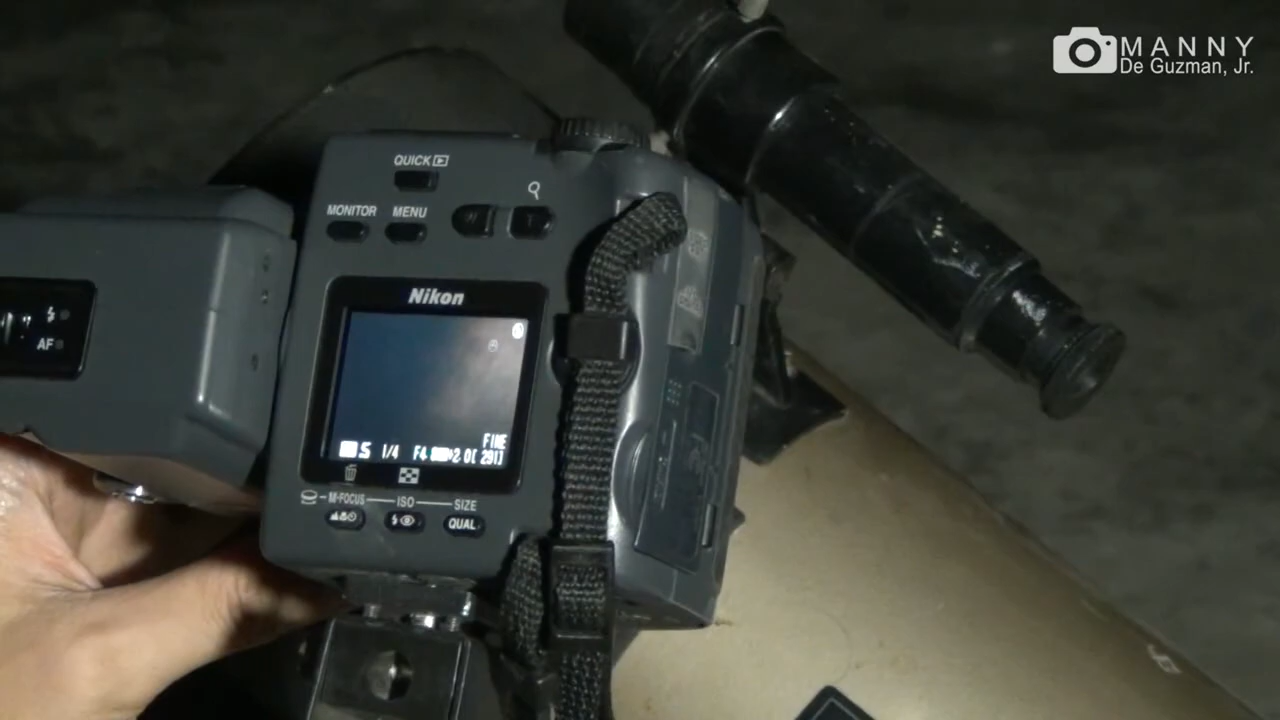 MANNY
De Guzman, Jr.
QUICK
MONITOR MENU
W T
Nikon
AF
FINE
1/4 F4
M-FOCUS ISO SIZE
QUAL